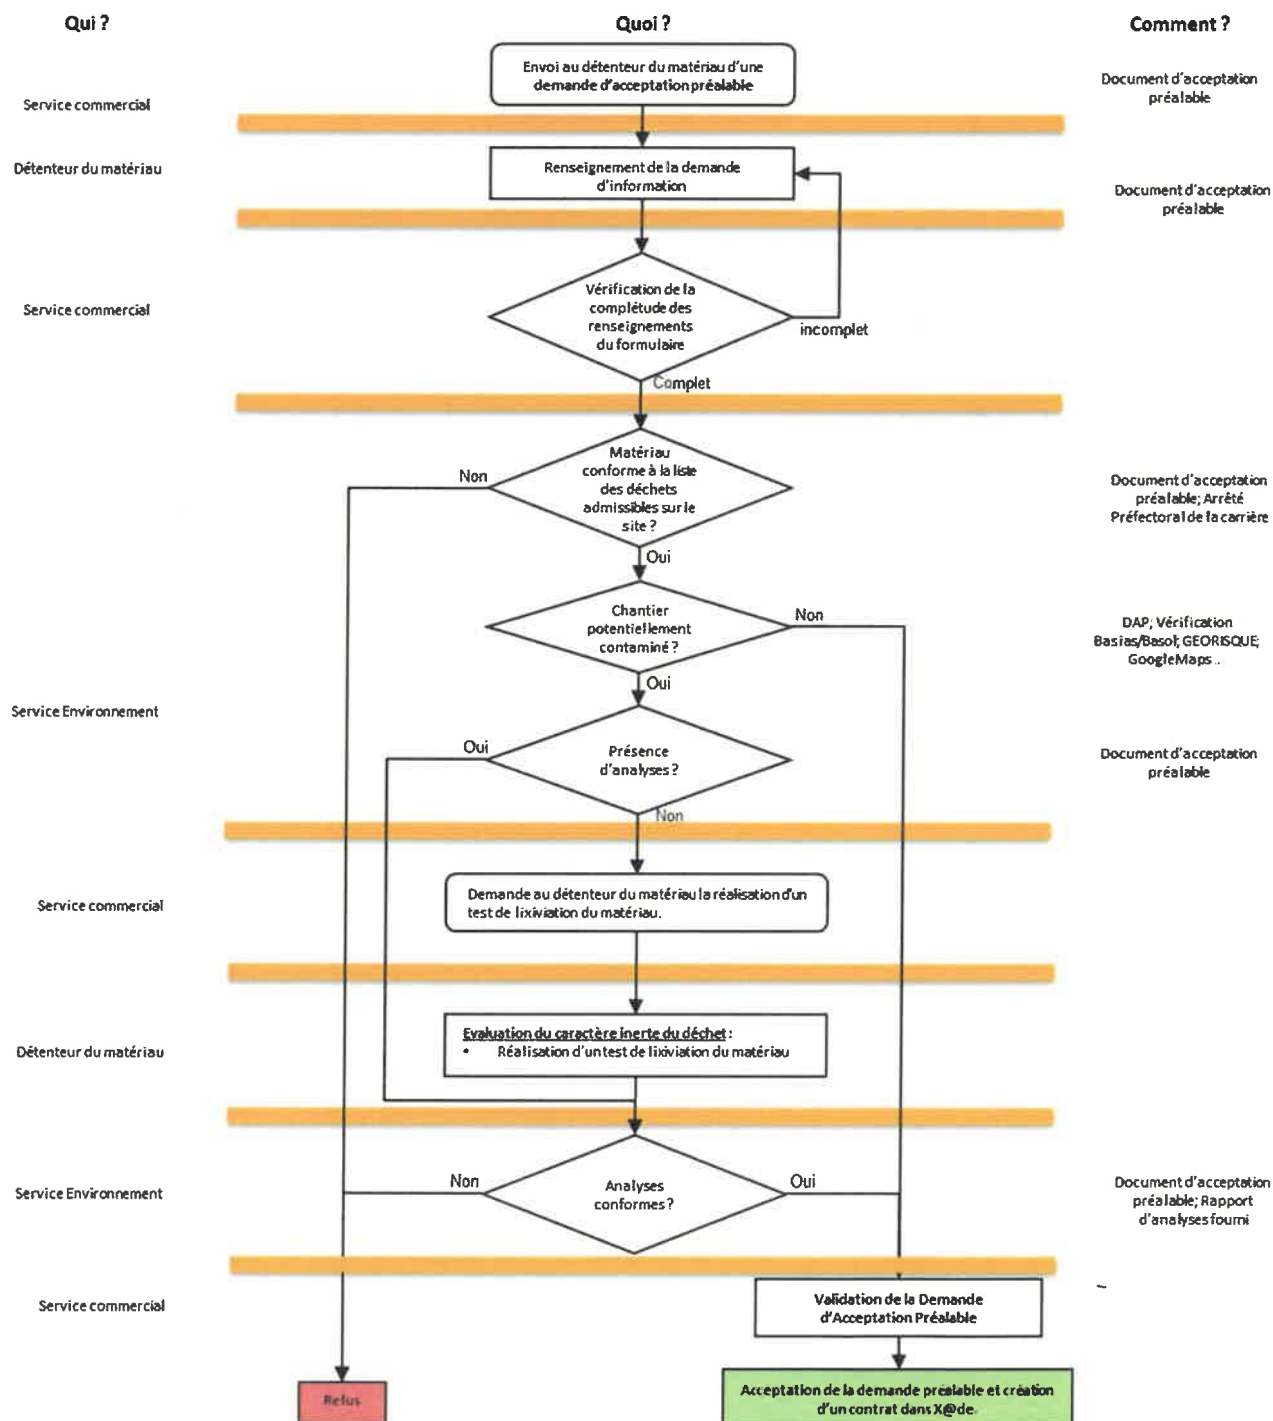 Qui ?
Quoi ?
Comment ?
Envoi au détenteur du matériau d'une
demande d'acceptation préalable
Service commercial
Document d'acceptation
préalable
Détenteur du matériau
Renseignement de la demande
d'information
Document d'acceptation
préalable
Service commercial
Vérification de la
complétude des
renseignements
du formulaire
incomplet
Complet
Matériau
conforme à la liste
des déchets
admissibles sur le
site ?
Non
Document d'acceptation
préalable; Arrêté
Préfectoral de la carrière
Oui
Chantier
potentiellement
contaminé ?
Non
DAP; Vérification
Basias/Basol; GEORISQUE;
GoogleMaps ..
Oui
Service Environnement
Oui
Présence
d'analyses ?
Document d'acceptation
préalable
Non
Service commercial
Demande au détenteur du matériau la réalisation d'un
test de lixiviation du matériau.
Détenteur du matériau
Evaluation du caractère inerte du déchet :
• Réalisation d'un test de lixiviation du matériau
Service Environnement
Non
Analyses
conformes ?
Oui
Document d'acceptation
préalable; Rapport
d'analyses fourni
Service commercial
Validation de la Demande
d'Acceptation Préalable
Refus
Acceptation de la demande préalable et création
d'un contrat dans X@de.